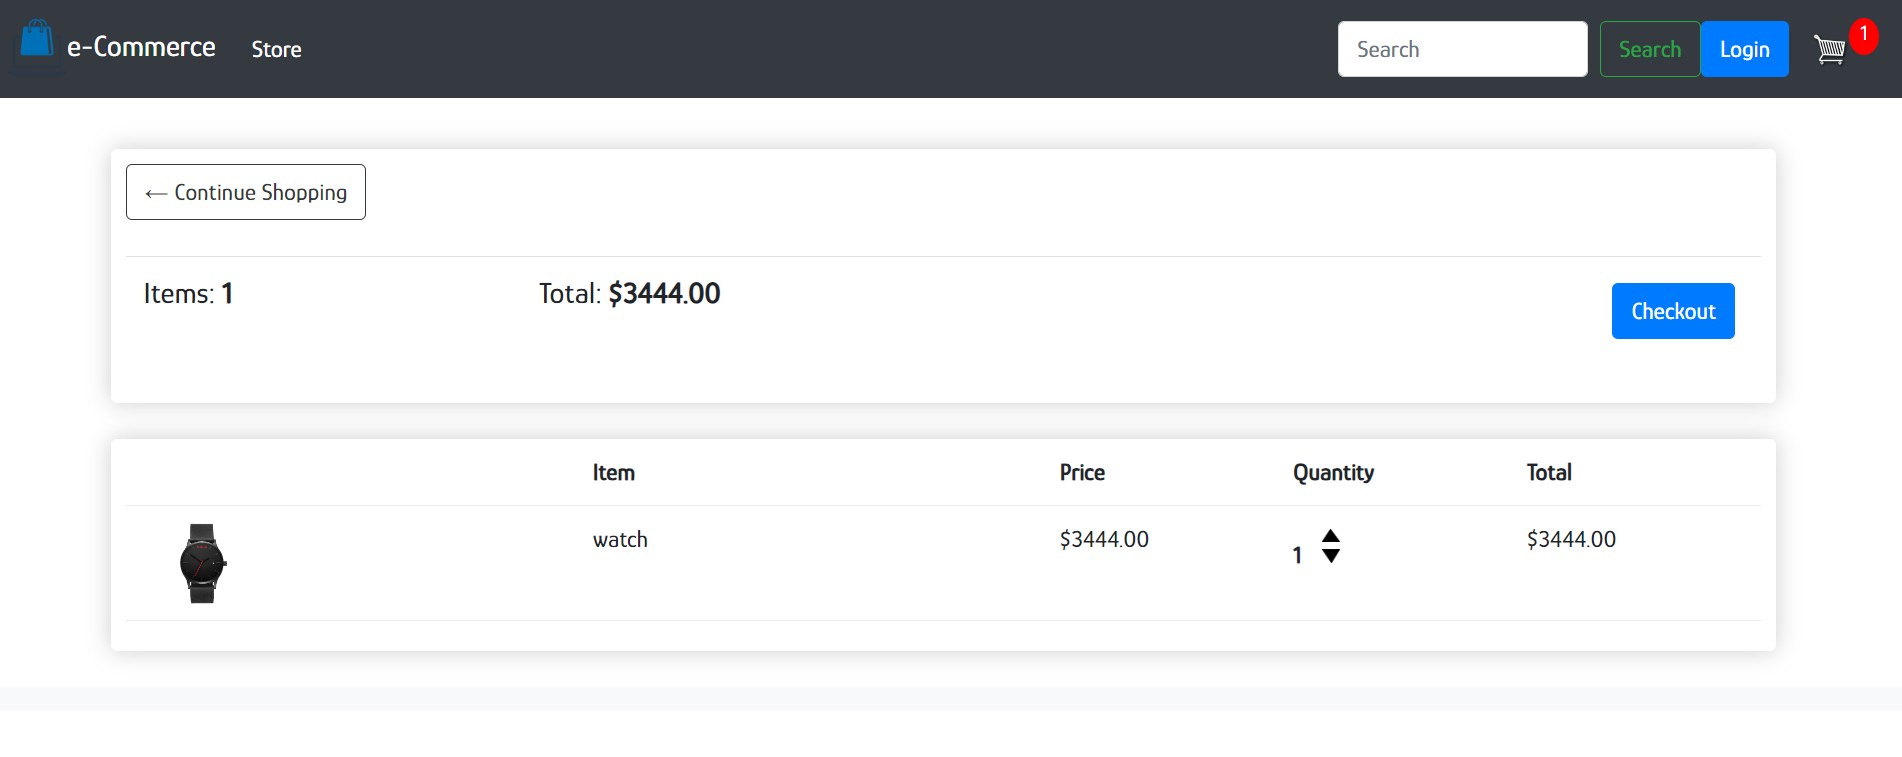 e-Commerce Store Search Search Login 1
← Continue Shopping
Items: 1 Total: $3444.00 Checkout
Item Price Quantity Total
watch $3444.00 1 $3444.00